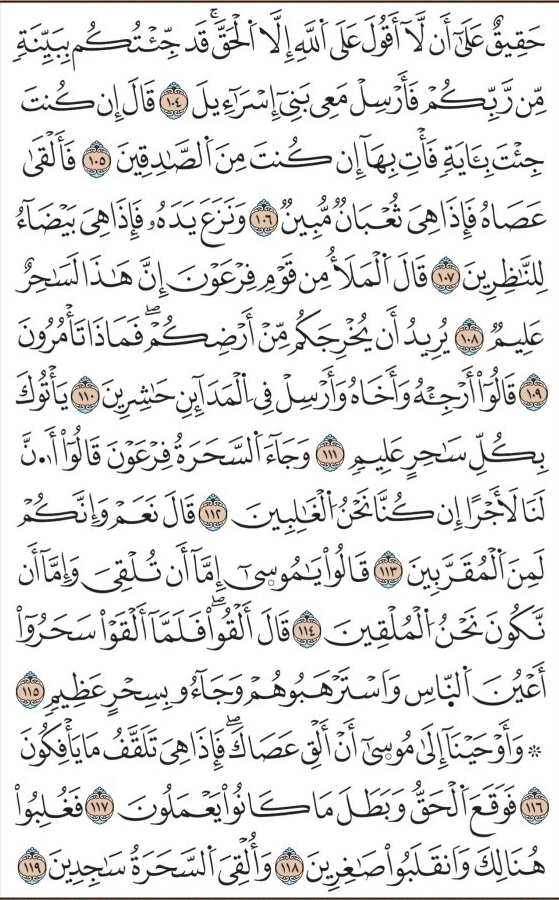 حَقِيقٌ عَلَىٰٓ أَن لَّآ أَقُولَ عَلَى ٱللَّهِ إِلَّا ٱلْحَقَّۚ قَد جِّئْتُكُم بِبَيِّنَةٖ
مِّن رَّبِّكُمْ فَأَرْسِلْ مَعِى بَنِىٓ إِسْرَٰٓءِيلَ ١٠٤ قَالَ إِن كُنتَ
جِئْتَ بِـَٔايَةٖ فَأْتِ بِهَآ إِن كُنتَ مِنَ ٱلصَّٰدِقِينَ ١٠٥ فَأَلْقَىٰ
عَصَاهُ فَإِذَا هِىَ ثُعْبَانٌ مُّبِينٌ ١٠٦ وَنَزَعَ يَدَهُۥ فَإِذَا هِىَ بَيْضَآءُ
لِلنَّٰظِرِينَ ١٠٧ قَالَ ٱلْمَلَأُ مِن قَوْمِ فِرْعَوْنَ إِنَّ هَٰذَا لَسَٰحِرٌ
عَلِيمٌ ١٠٨ يُرِيدُ أَن يُخْرِجَكُم مِّنْ أَرْضِكُمْۖ فَمَاذَا تَأْمُرُونَ
١٠٩ قَالُوٓا۟ أَرْجِئْهُ وَأَخَاهُ وَأَرْسِلْ فِى ٱلْمَدَآئِنِ حَٰشِرِينَ ١١٠ يَأْتُوكَ
بِكُلِّ سَٰحِرٍ عَلِيمٖ ١١١ وَجَآءَ ٱلسَّحَرَةُ فِرْعَوْنَ قَالُوٓا۟ أَا۬نَّ
لَنَا لَأَجْرًا إِن كُنَّا نَحْنُ ٱلْغَٰلِبِينَ ١١٢ قَالَ نَعَمْ وَإِنَّكُمْ
لَمِنَ ٱلْمُقَرَّبِينَ ١١٣ قَالُوا۟ يَٰمُوسَىٰٓ إِمَّآ أَن تُلْقِىَ وَإِمَّآ أَن
نَّكُونَ نَحْنُ ٱلْمُلْقِينَ ١١٤ قَالَ أَلْقُوا۟ۖ فَلَمَّآ أَلْقَوْا۟ سَحَرُوٓا۟
أَعْيُنَ ٱلنَّاسِ وَٱسْتَرْهَبُوهُمْ وَجَآءُو بِسِحْرٍ عَظِيمٖ ١١٥
* وَأَوْحَيْنَآ إِلَىٰ مُوسَىٰٓ أَنْ أَلْقِ عَصَاكَۖ فَإِذَا هِىَ تَلَقَّفُ مَا يَأْفِكُونَ
١١٦ فَوَقَعَ ٱلْحَقُّ وَبَطَلَ مَا كَانُوا۟ يَعْمَلُونَ ١١٧ فَغُلِبُوا۟
هُنَالِكَ وَٱنقَلَبُوا۟ صَٰغِرِينَ ١١٨ وَأُلْقِىَ ٱلسَّحَرَةُ سَٰجِدِينَ ١١٩